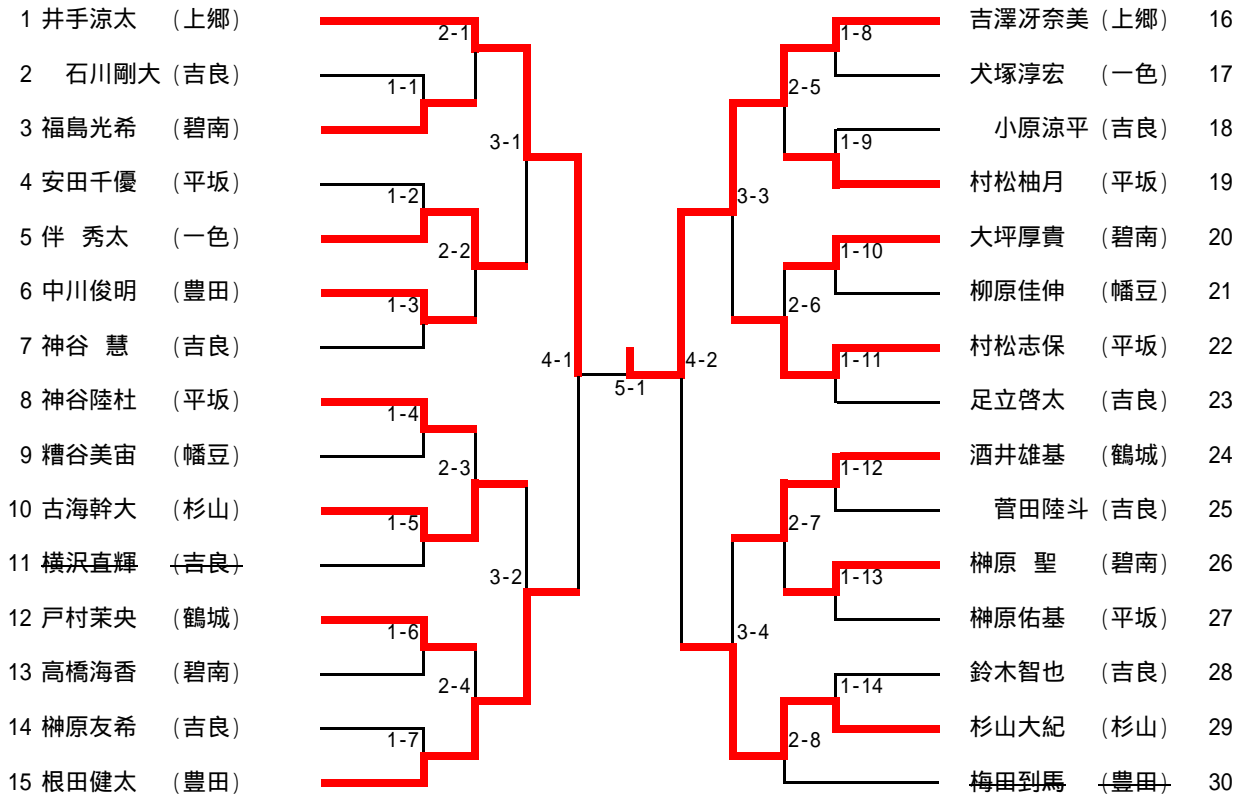 1 井手涼太 (上郷)
2 石川剛大 (吉良)
3 福島光希 (碧南)
4 安田千優 (平坂)
5 伴 秀太 (一色)
6 中川俊明 (豊田)
7 神谷 慧 (吉良)
8 神谷陸杜 (平坂)
9 糟谷美宙 (幡豆)
10 古海幹大 (杉山)
11 横沢直輝 (吉良)
12 戸村茉央 (鶴城)
13 高橋海香 (碧南)
14 榊原友希 (吉良)
15 根田健太 (豊田)
2-1
1-1
3-1
1-2
2-2
1-3
4-1
1-4
2-3
1-5
3-2
1-6
2-4
1-7
5-1
1-8
2-5
1-9
3-3
1-10
2-6
1-11
4-2
1-12
2-7
1-13
3-4
1-14
2-8
吉澤冴奈美 (上郷) 16
犬塚淳宏 (一色) 17
小原涼平 (吉良) 18
村松柚月 (平坂) 19
大坪厚貴 (碧南) 20
柳原佳伸 (幡豆) 21
村松志保 (平坂) 22
足立啓太 (吉良) 23
酒井雄基 (鶴城) 24
菅田陸斗 (吉良) 25
榊原 聖 (碧南) 26
榊原佑基 (平坂) 27
鈴木智也 (吉良) 28
杉山大紀 (杉山) 29
梅田到馬 (豊田) 30